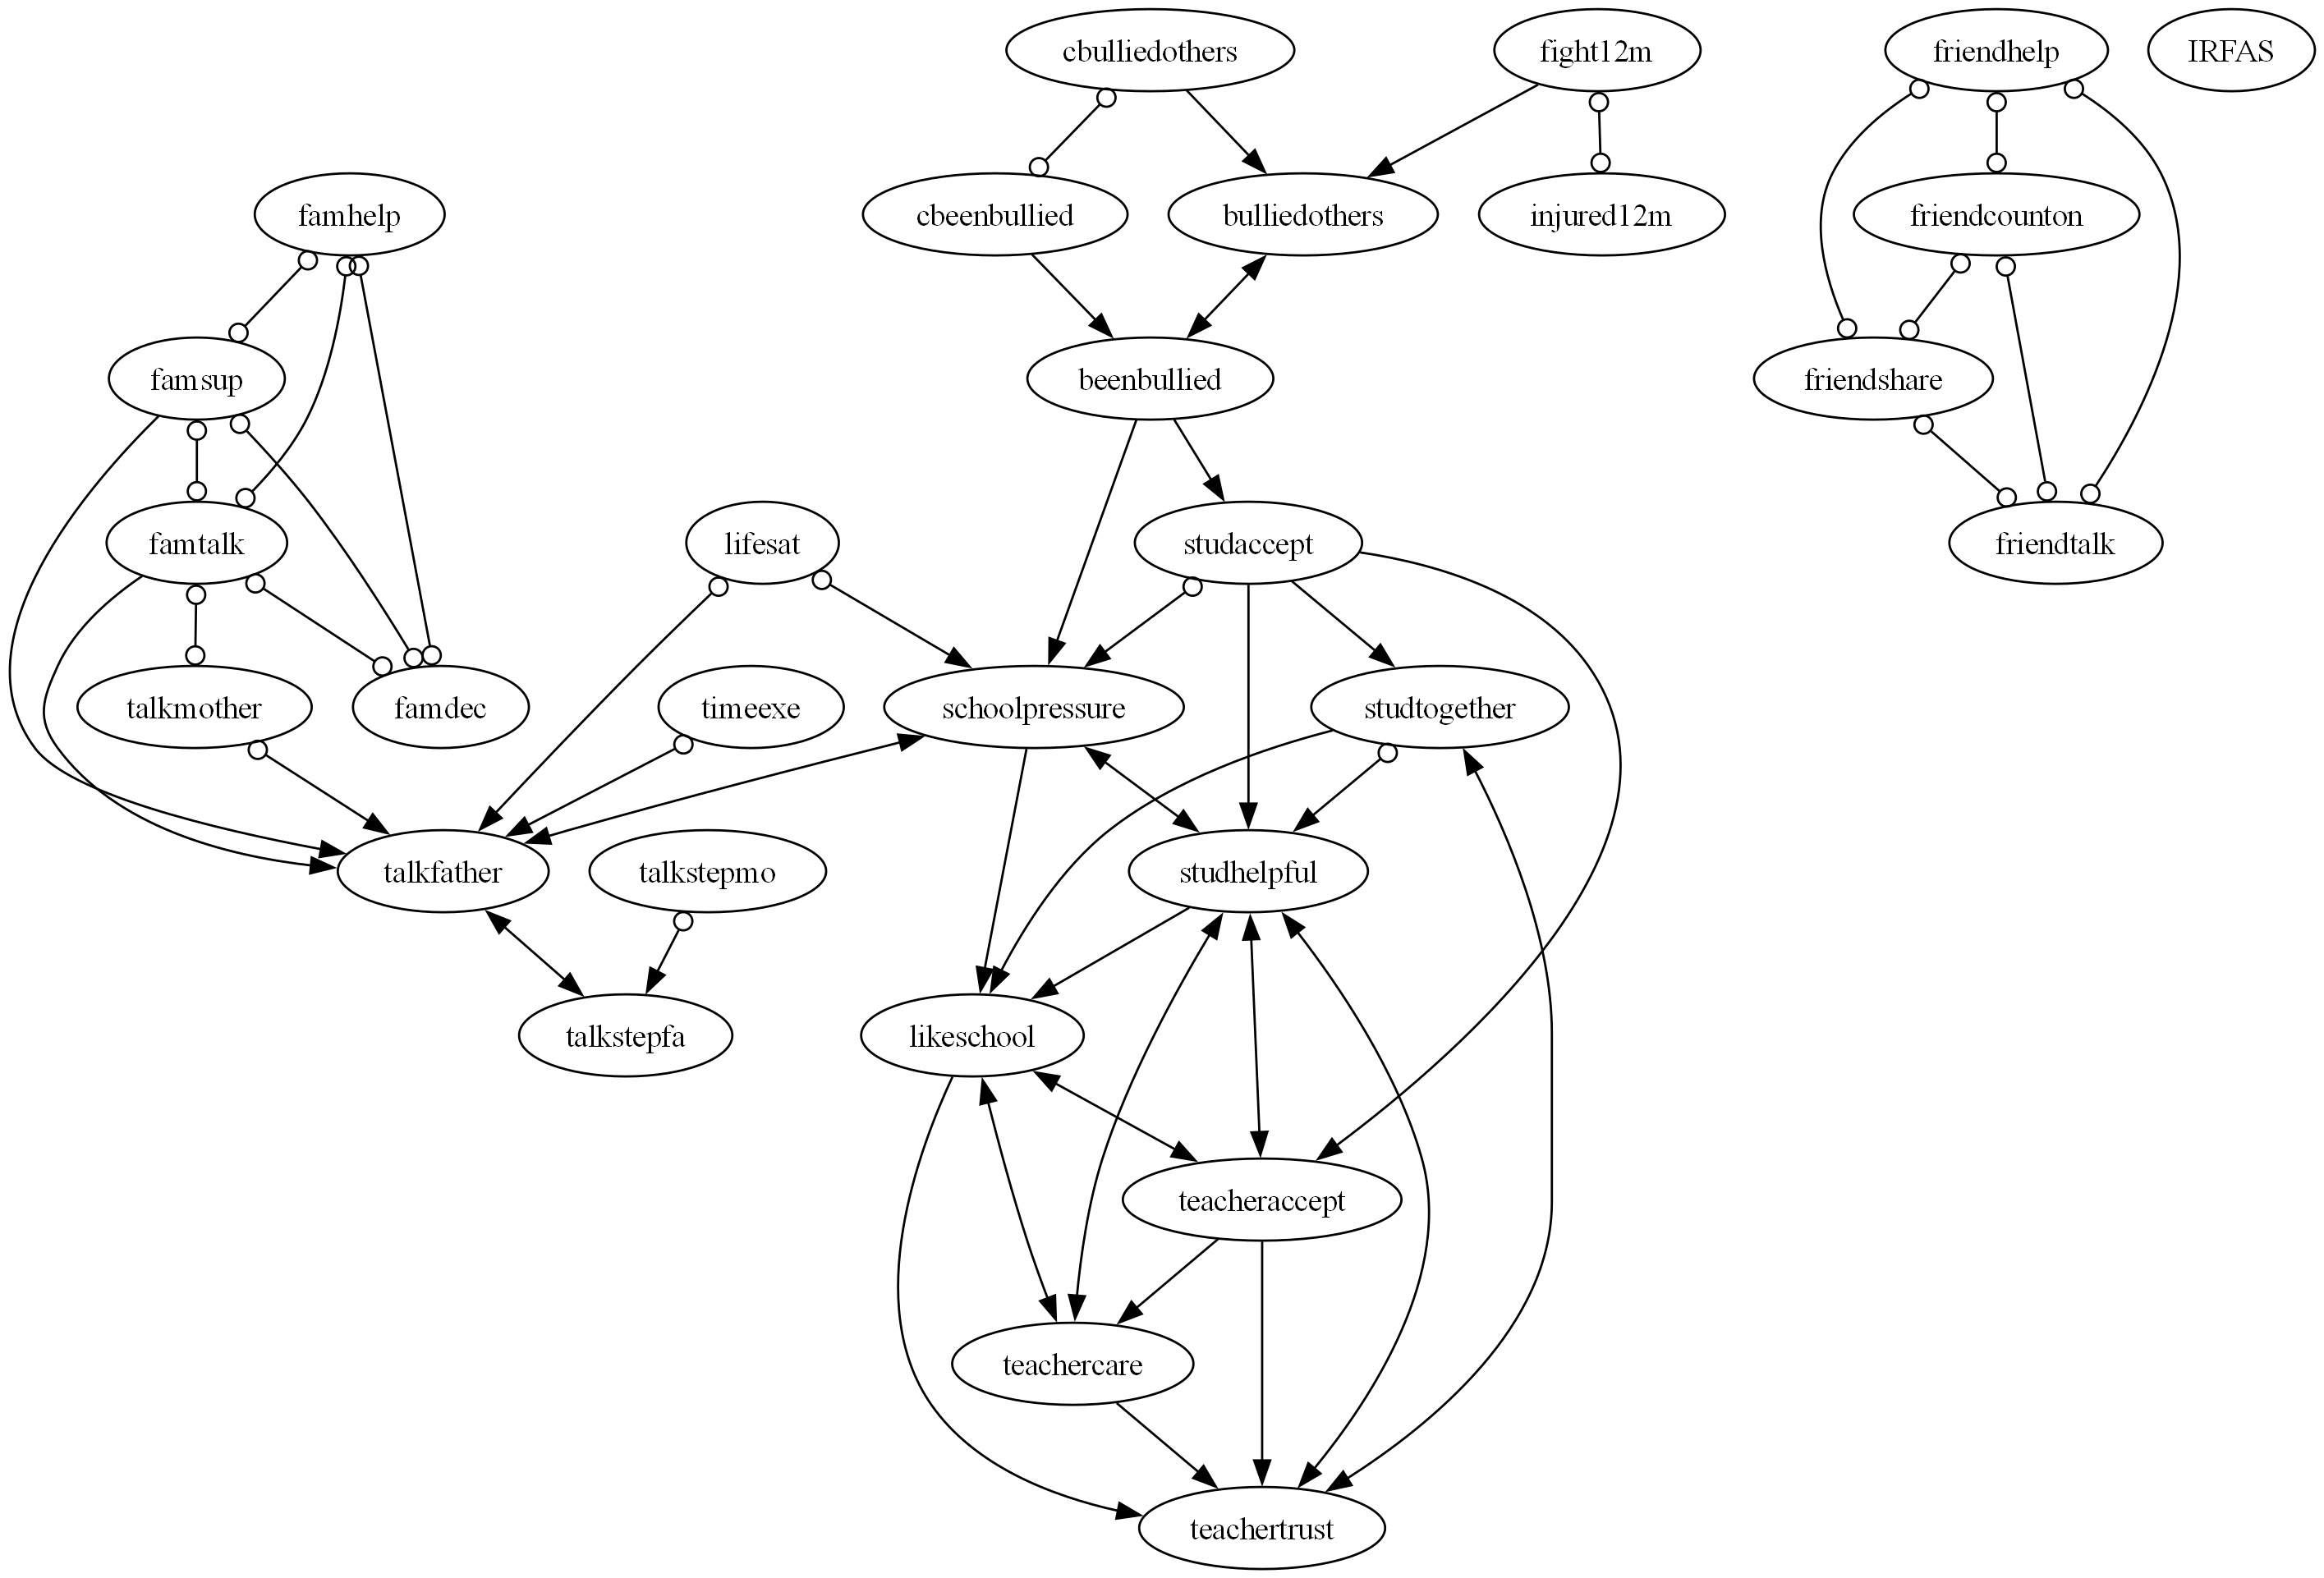 cbulliedothers
fight12m
friendhelp
IRFAS
famhelp
cbeenbullied
bulliedothers
injured12m
friendcounton
famsup
beenbullied
friendshare
famtalk
lifesat
studaccept
friendtalk
talkmother
famdec
timeexe
schoolpressure
studtogether
talkfather
talkstepmo
studhelpful
talkstepfa
likeschool
teacheraccept
teachercare
teachertrust